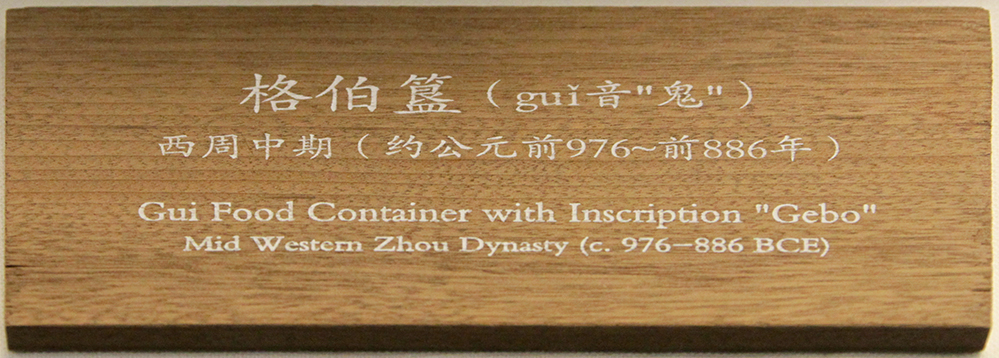 格伯簋（guǐ音"鬼"）
西周中期（约公元前976~前886年）
Gui Food Container with Inscription "Gebo"
Mid Western Zhou Dynasty (c. 976–886 BCE)